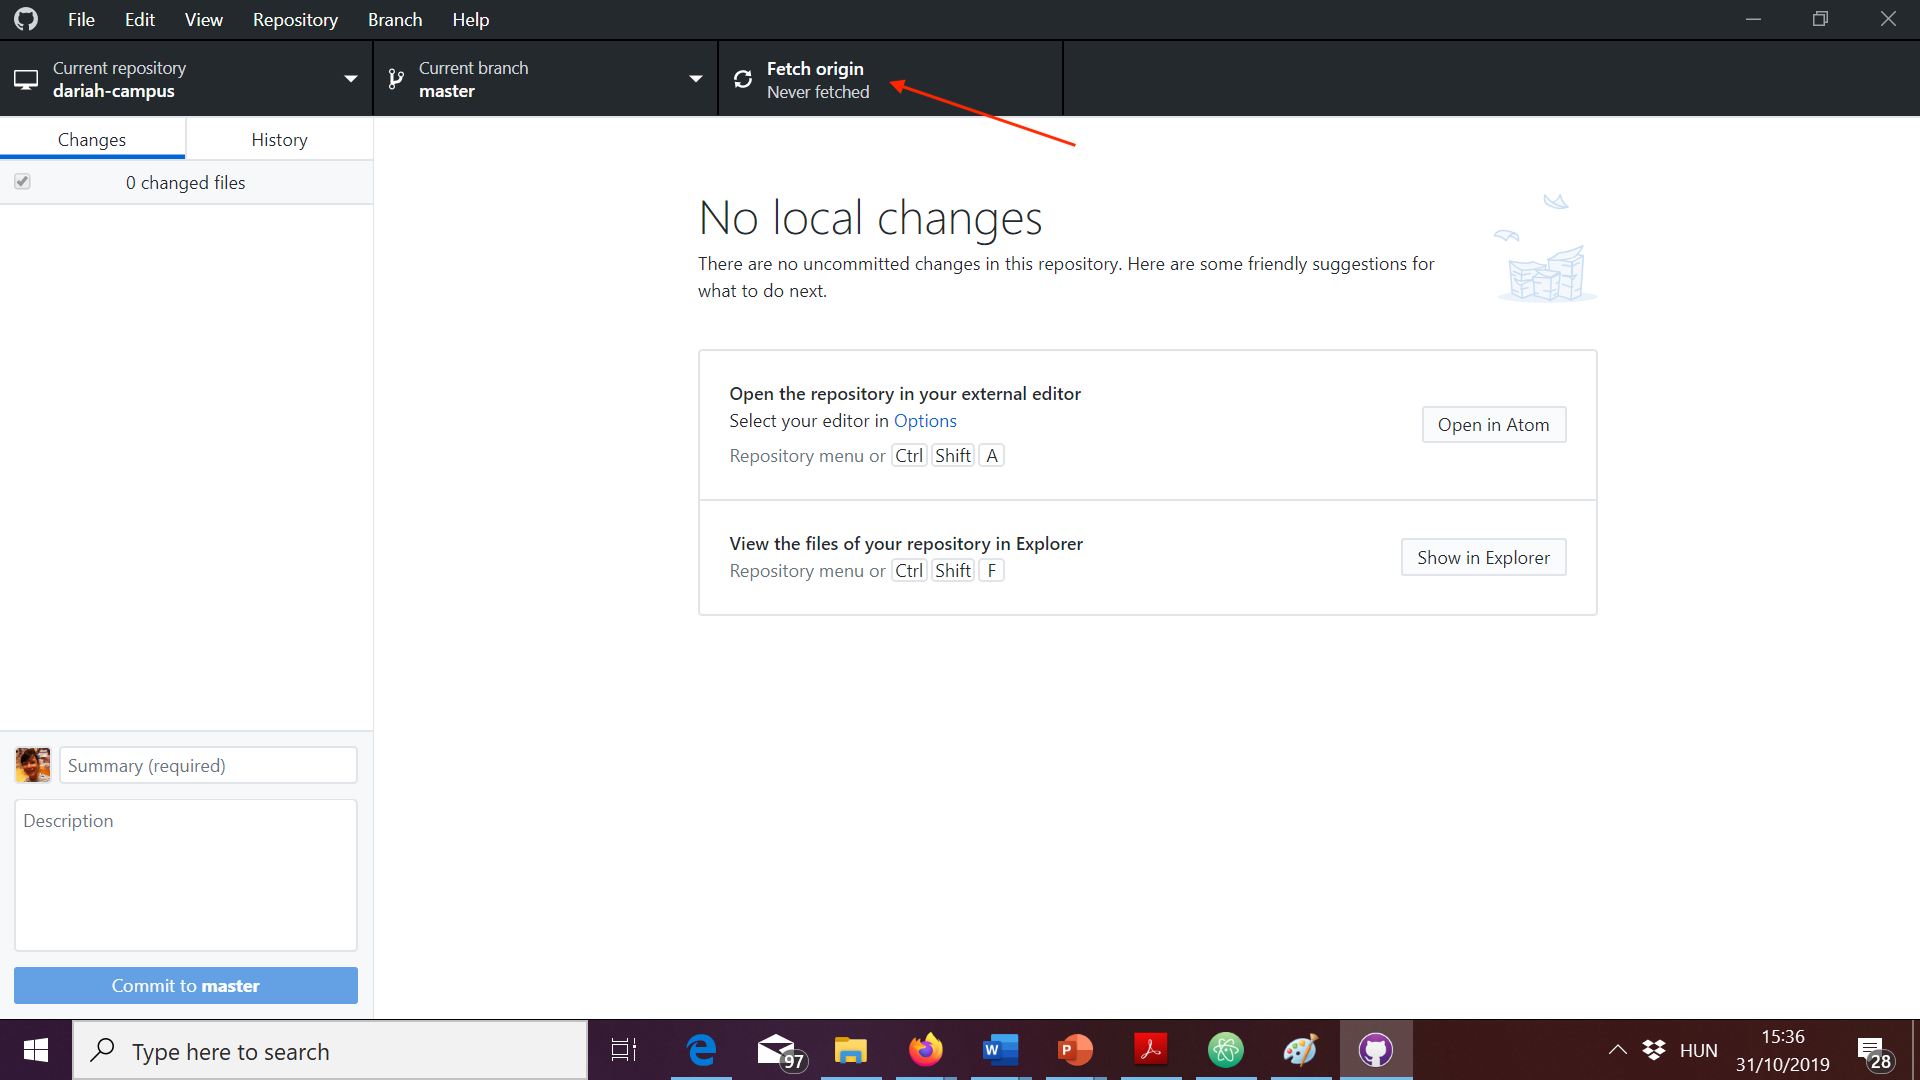 File Edit View Repository Branch Help
Current repository
dariah-campus
Current branch
master
Fetch origin
Never fetched
Changes
History
0 changed files
No local changes
There are no uncommitted changes in this repository. Here are some friendly suggestions for
what to do next.
Open the repository in your external editor
Select your editor in Options
Repository menu or Ctrl Shift A
Open in Atom
View the files of your repository in Explorer
Repository menu or Ctrl Shift F
Show in Explorer
Summary (required)
Description
Commit to master
Type here to search
97
W
P
HUN
15:36
31/10/2019
28